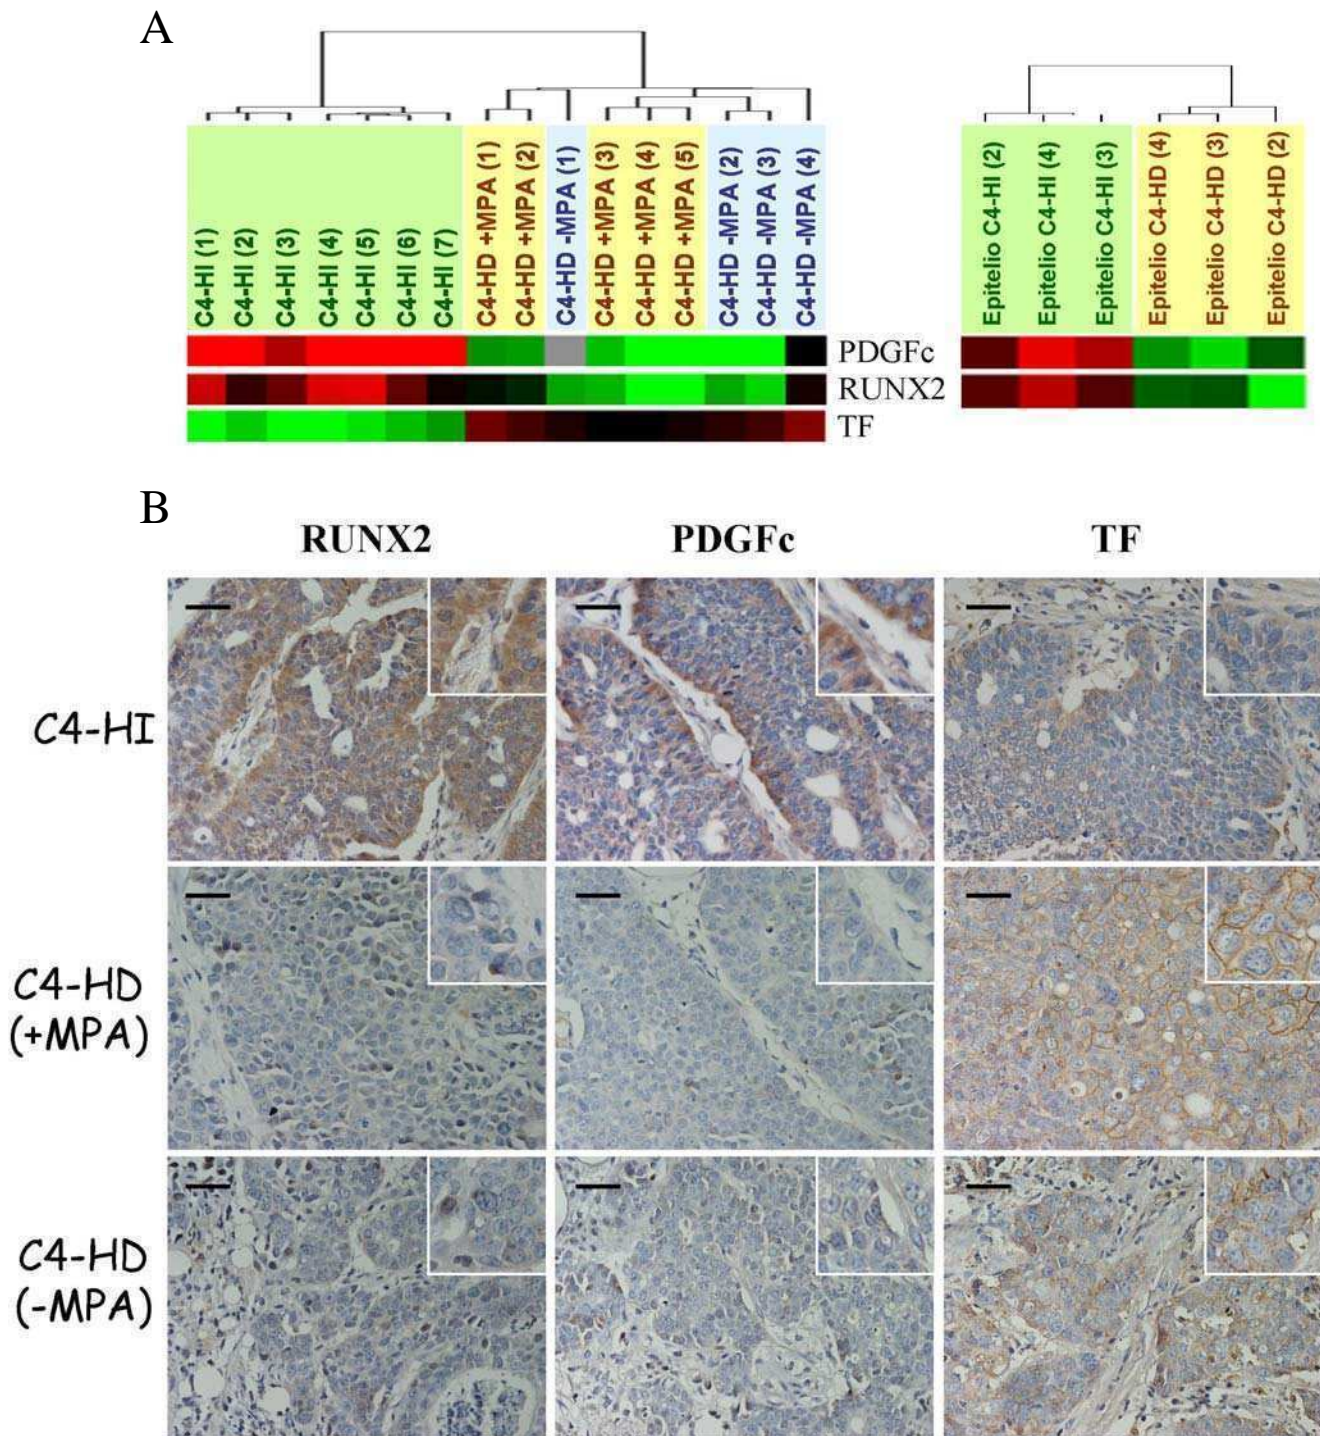 A
C4-HI (1)
C4-HI (2)
C4-HI (3)
C4-HI (4)
C4-HI (5)
C4-HI (6)
C4-HI (7)
C4-HD +MPA (1)
C4-HD +MPA (2)
C4-HD -MPA (1)
C4-HD +MPA (3)
C4-HD +MPA (4)
C4-HD +MPA (5)
C4-HD -MPA (2)
C4-HD -MPA (3)
C4-HD -MPA (4)
PDGFc
RUNX2
TF
Epitelio C4-HI (2)
Epitelio C4-HI (4)
Epitelio C4-HI (3)
Epitelio C4-HD (4)
Epitelio C4-HD (3)
Epitelio C4-HD (2)
B
RUNX2 PDGFc TF
C4-HI
C4-HD
(+MPA)
C4-HD
(-MPA)